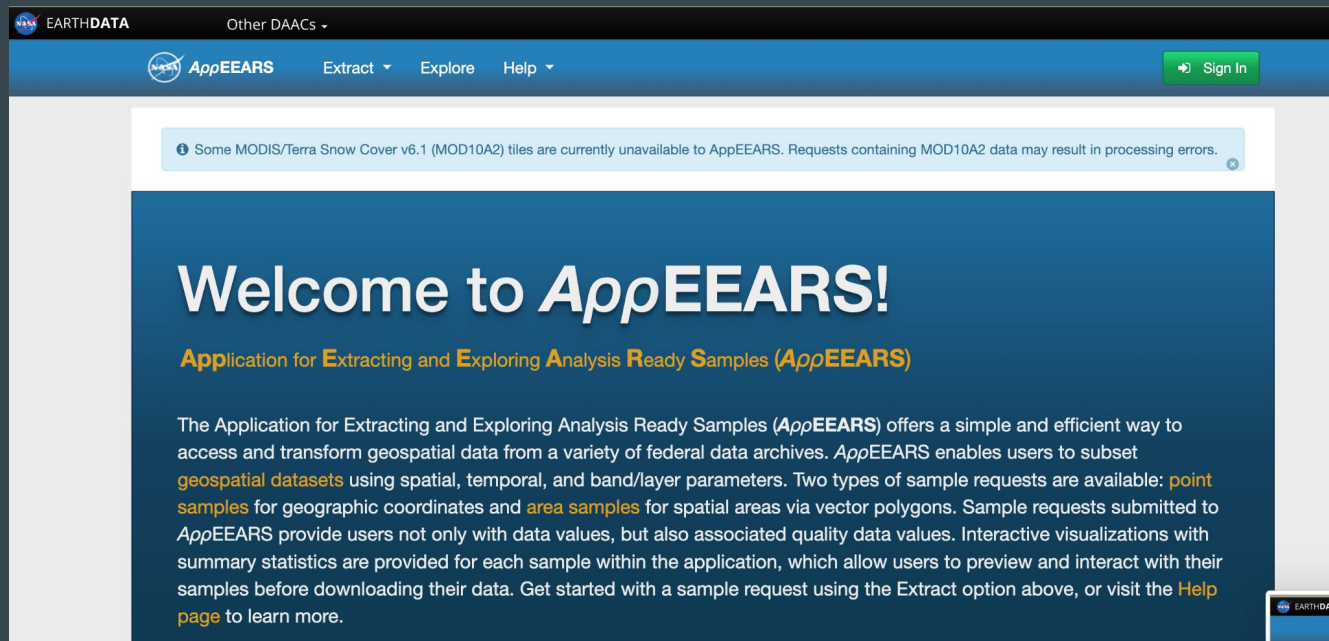 EARTHDATA Other DAACs
AppEEARS Extract Explore Help Sign In
Some MODIS/Terra Snow Cover v6.1 (MOD10A2) tiles are currently unavailable to AppEEARS. Requests containing MOD10A2 data may result in processing errors.
Welcome to AppEEARS!
Application for Extracting and Exploring Analysis Ready Samples (AppEEARS)
The Application for Extracting and Exploring Analysis Ready Samples (AppEEARS) offers a simple and efficient way to
access and transform geospatial data from a variety of federal data archives. AppEEARS enables users to subset
geospatial datasets using spatial, temporal, and band/layer parameters. Two types of sample requests are available: point
samples for geographic coordinates and area samples for spatial areas via vector polygons. Sample requests submitted to
AppEEARS provide users not only with data values, but also associated quality data values. Interactive visualizations with
summary statistics are provided for each sample within the application, which allow users to preview and interact with their
samples before downloading their data. Get started with a sample request using the Extract option above, or visit the Help
page to learn more.